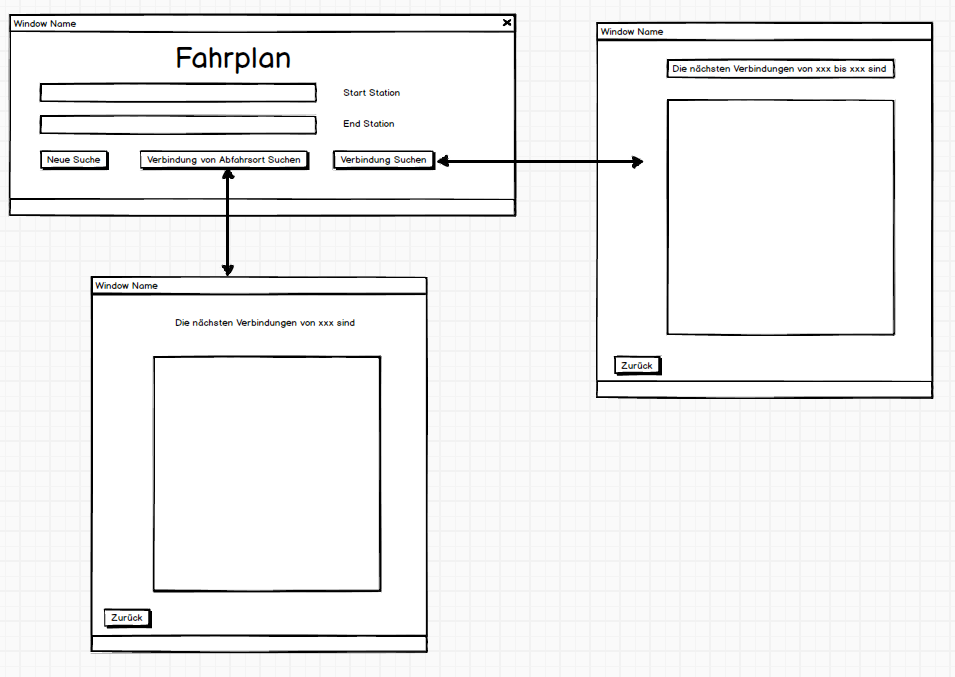 Window Name
Fahrplan
Start Station
End Station
Neue Suche
Verbindung von Abfahrsort Suchen
Verbindung Suchen
Window Name
Die nächsten Verbindungen von xxx bis xxx sind
Zurück
Window Name
Die nächsten Verbindungen von xxx sind
Zurück